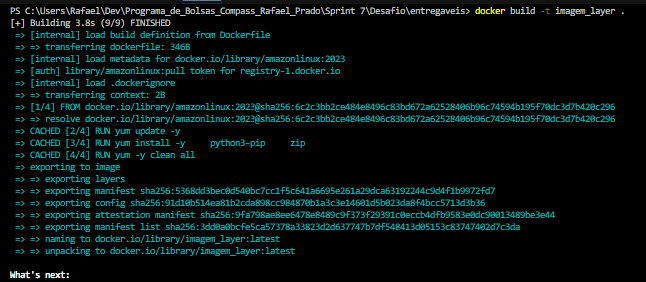 PS C:\Users\Rafael\Dev\Programa_de_Bolsas_Compass_Rafael_Prado\Sprint 7\Desafio\entregaveis> docker build -t imagem_layer .
[+] Building 3.8s (9/9) FINISHED
=> [internal] load build definition from Dockerfile
=> => transferring dockerfile: 346B
=> [internal] load metadata for docker.io/library/amazonlinux:2023
=> [auth] library/amazonlinux:pull token for registry-1.docker.io
=> [internal] load .dockerignore
=> => transferring context: 2B
=> [1/4] FROM docker.io/library/amazonlinux:2023@sha256:6c2c3bb2ce484e8496c83bd672a62528406b96c74594b195f70dc3d7b420c296
=> => resolve docker.io/library/amazonlinux:2023@sha256:6c2c3bb2ce484e8496c83bd672a62528406b96c74594b195f70dc3d7b420c296
=> CACHED [2/4] RUN yum update -y
=> CACHED [3/4] RUN yum install -y     python3-pip     zip
=> CACHED [4/4] RUN yum -y clean all
=> exporting to image
=> => exporting layers
=> => exporting manifest sha256:5368dd3bec0d540bc7cc1f5c641a6695e261a29dca63192244c9d4f1b9972fd7
=> => exporting config sha256:91d10b514ea81b2cda898cc984870b1a3c3e14601d5b023da8f4bcc5713d3b36
=> => exporting attestation manifest sha256:9fa798ae8ee6478e8489c9f373f29391c0eccb4dfb9583e0dc90013489be3e44
=> => exporting manifest list sha256:3dd0a0bcfe5ca57378a33823d2d637747b7df548413d05153c83747402d7c3da
=> => naming to docker.io/library/imagem_layer:latest
=> => unpacking to docker.io/library/imagem_layer:latest
What's next: